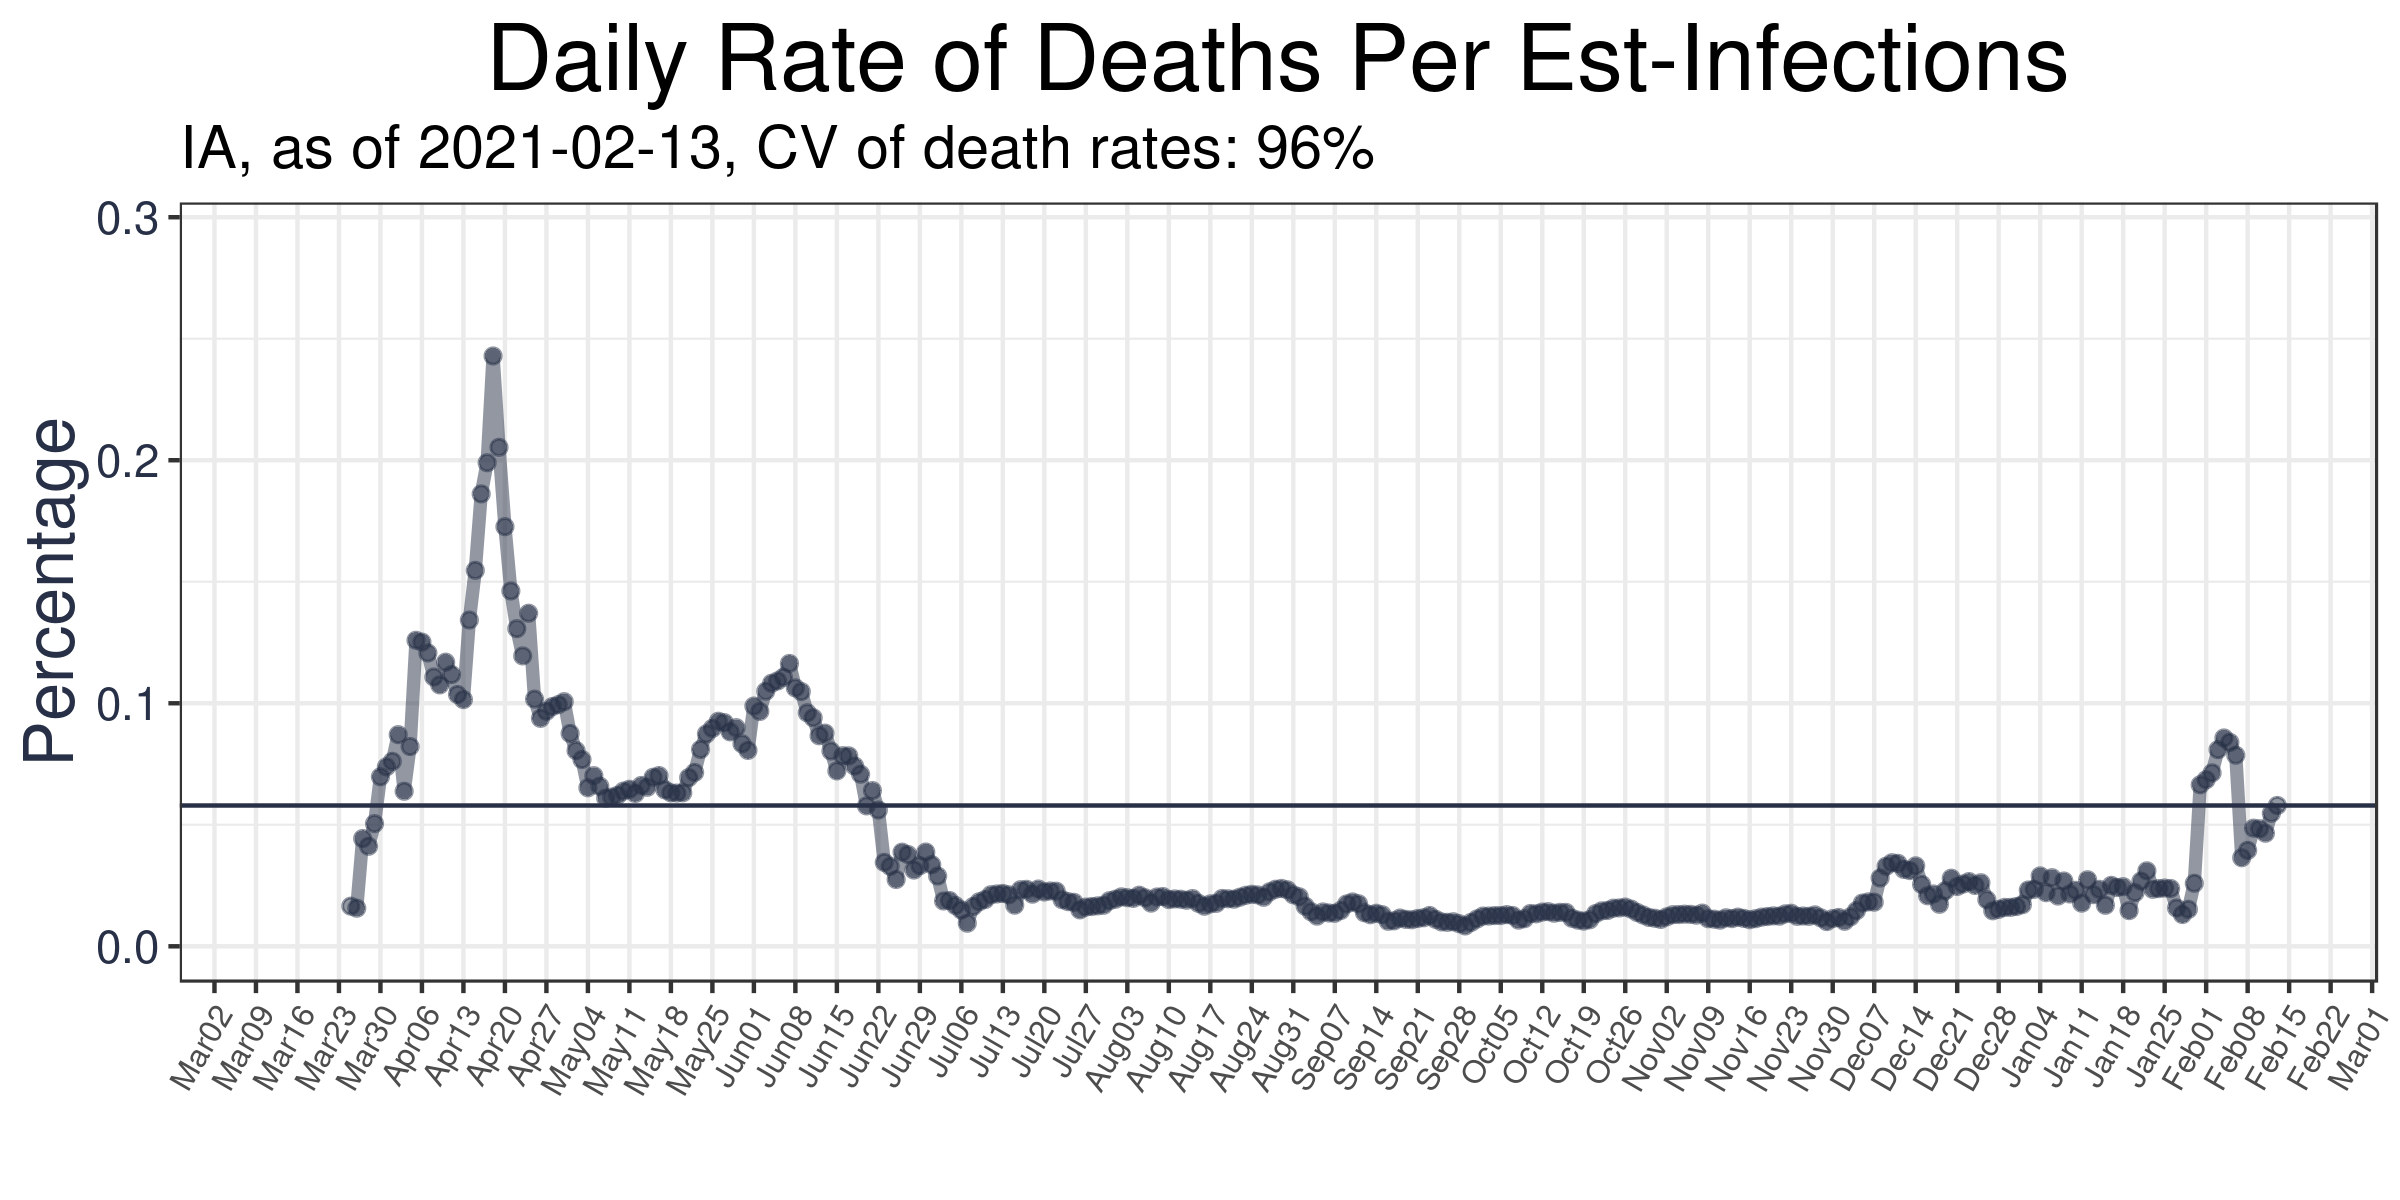 Daily Rate of Deaths Per Est-Infections
IA, as of 2021-02-13, CV of death rates: 96%
Percentage
0.3
0.2
0.1
0.0
Mar02 Mar09 Mar16 Mar23 Mar30 Apr06 Apr13 Apr20 Apr27 May04 May11 May18 May25 Jun01 Jun08 Jun15 Jun22 Jun29 Jul06 Jul13 Jul20 Jul27 Aug03 Aug10 Aug17 Aug24 Aug31 Sep07 Sep14 Sep21 Sep28 Oct05 Oct12 Oct19 Oct26 Nov02 Nov09 Nov16 Nov23 Nov30 Dec07 Dec14 Dec21 Dec28 Jan04 Jan11 Jan18 Jan25 Feb01 Feb08 Feb15 Feb22 Mar01